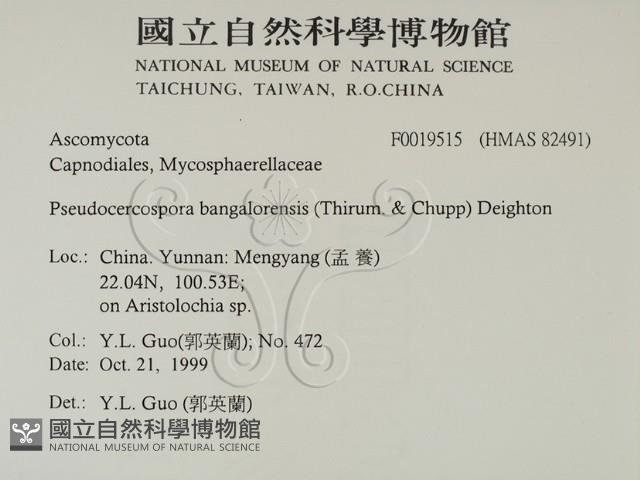 國立自然科學博物館
NATIONAL MUSEUM OF NATURAL SCIENCE
TAICHUNG, TAIWAN, R.O.CHINA
Ascomycota F0019515 (HMAS 82491)
Capnodiales, Mycosphaerellaceae
Pseudocercospora bangalorensis (Thirum. & Chupp) Deighton
Loc.: China. Yunnan: Mengyang (孟 養)
22.04N, 100.53E;
on Aristolochia sp.
Col.: Y.L. Guo(郭英蘭); No. 472
Date: Oct. 21, 1999
Det.: Y.L. Guo (郭英蘭)
國立自然科學博物館
NATIONAL MUSEUM OF NATURAL SCIENCE